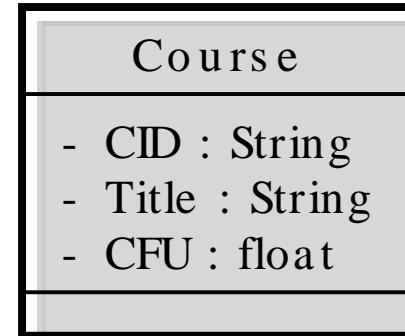 Course
- CID : String
- Title : String
- CFU : float